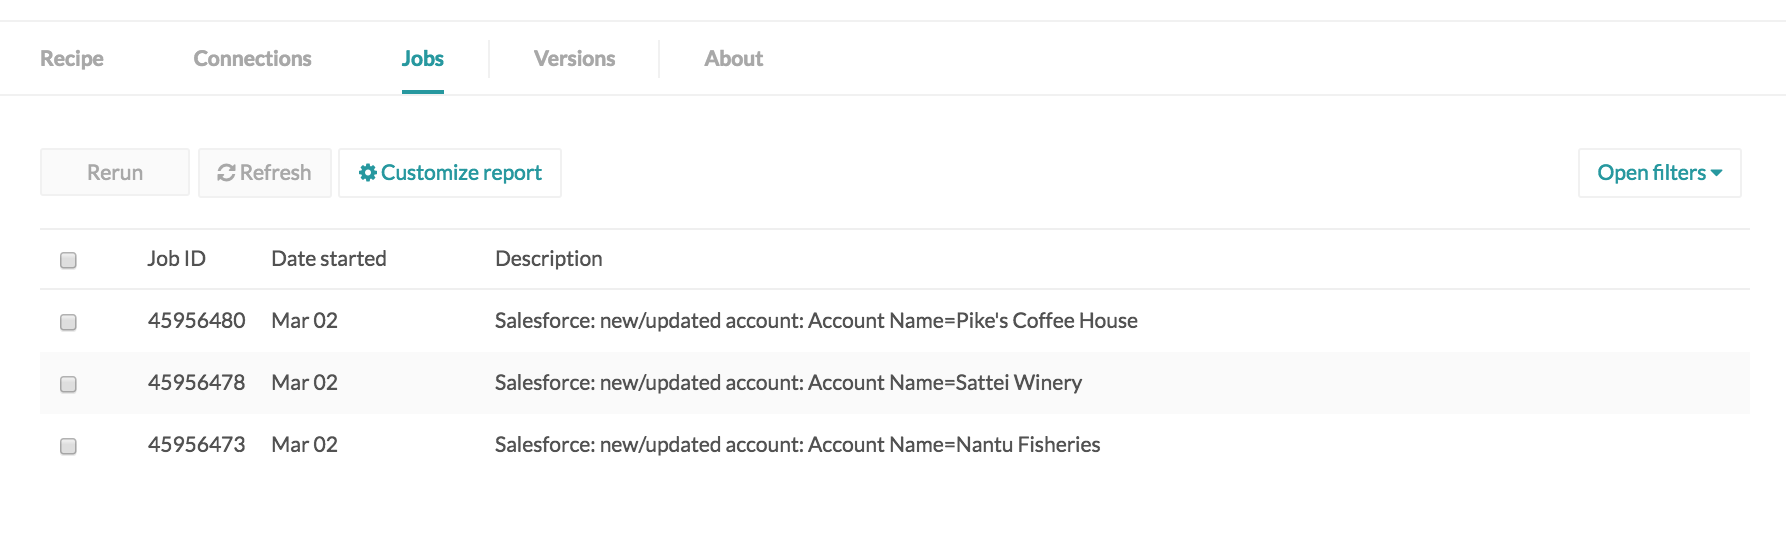 Recipe Connections Jobs Versions About
Rerun Refresh Customize report Open filters
Job ID Date started Description
45956480 Mar 02 Salesforce: new/updated account: Account Name=Pike's Coffee House
45956478 Mar 02 Salesforce: new/updated account: Account Name=Sattei Winery
45956473 Mar 02 Salesforce: new/updated account: Account Name=Nantu Fisheries